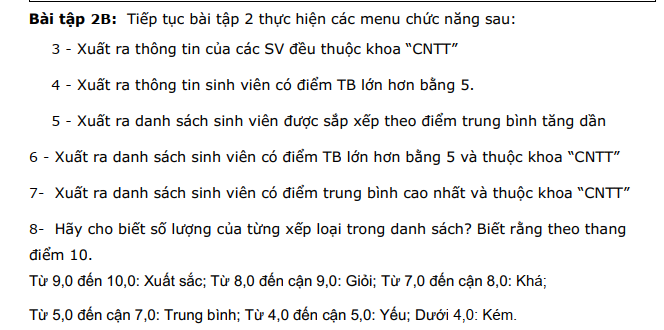 Bài tập 2B: Tiếp tục bài tập 2 thực hiện các menu chức năng sau:
3 - Xuất ra thông tin của các SV đều thuộc khoa “CNTT”
4 - Xuất ra thông tin sinh viên có điểm TB lớn hơn bằng 5.
5 - Xuất ra danh sách sinh viên được sắp xếp theo điểm trung bình tăng dần
6 - Xuất ra danh sách sinh viên có điểm TB lớn hơn bằng 5 và thuộc khoa “CNTT”
7- Xuất ra danh sách sinh viên có điểm trung bình cao nhất và thuộc khoa “CNTT”
8- Hãy cho biết số lượng của từng xếp loại trong danh sách? Biết rằng theo thang
điểm 10.
Từ 9,0 đến 10,0: Xuất sắc; Từ 8,0 đến cận 9,0: Giỏi; Từ 7,0 đến cận 8,0: Khá;
Từ 5,0 đến cận 7,0: Trung bình; Từ 4,0 đến cận 5,0: Yếu; Dưới 4,0: Kém.